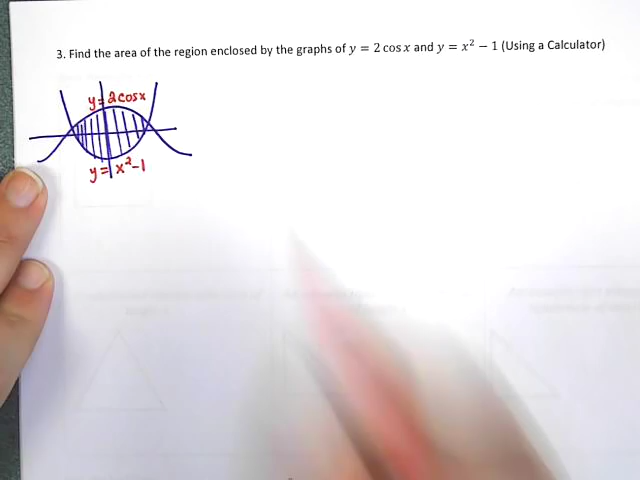 3. Find the area of the region enclosed by the graphs of y = 2 cos x and y = x² − 1 (Using a Calculator)
y=2cosx
y=x²-1